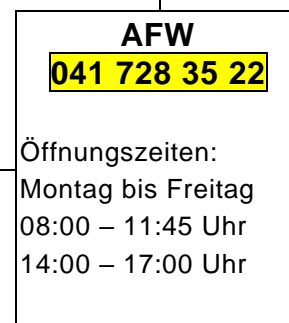 AFW
041 728 35 22
Öffnungszeiten:
Montag bis Freitag
08:00 – 11:45 Uhr
14:00 – 17:00 Uhr